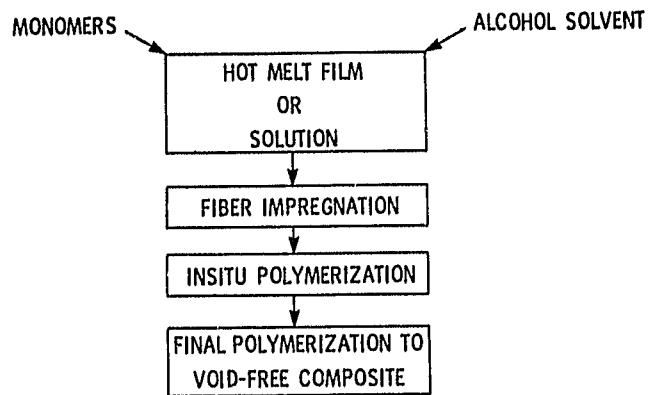 MONOMERS
ALCOHOL SOLVENT
HOT MELT FILM
OR
SOLUTION
FIBER IMPREGNATION
INSITU POLYMERIZATION
FINAL POLYMERIZATION TO
VOID-FREE COMPOSITE